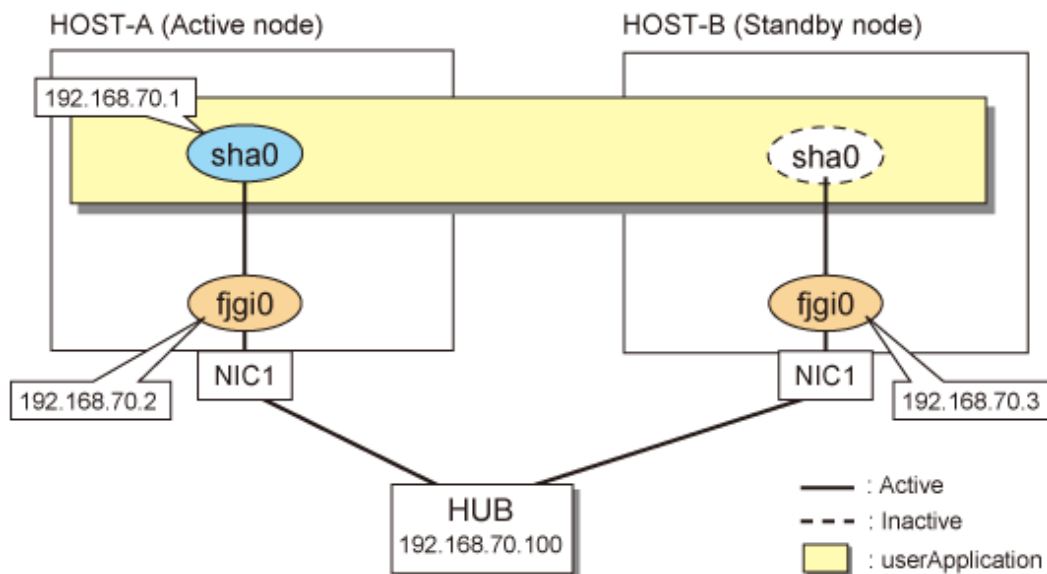 HOST-A (Active node)
HOST-B (Standby node)
192.168.70.1
sha0
sha0
fjgi0
fjgi0
NIC1
NIC1
192.168.70.2
192.168.70.3
HUB
192.168.70.100
: Active
: Inactive
: userApplication